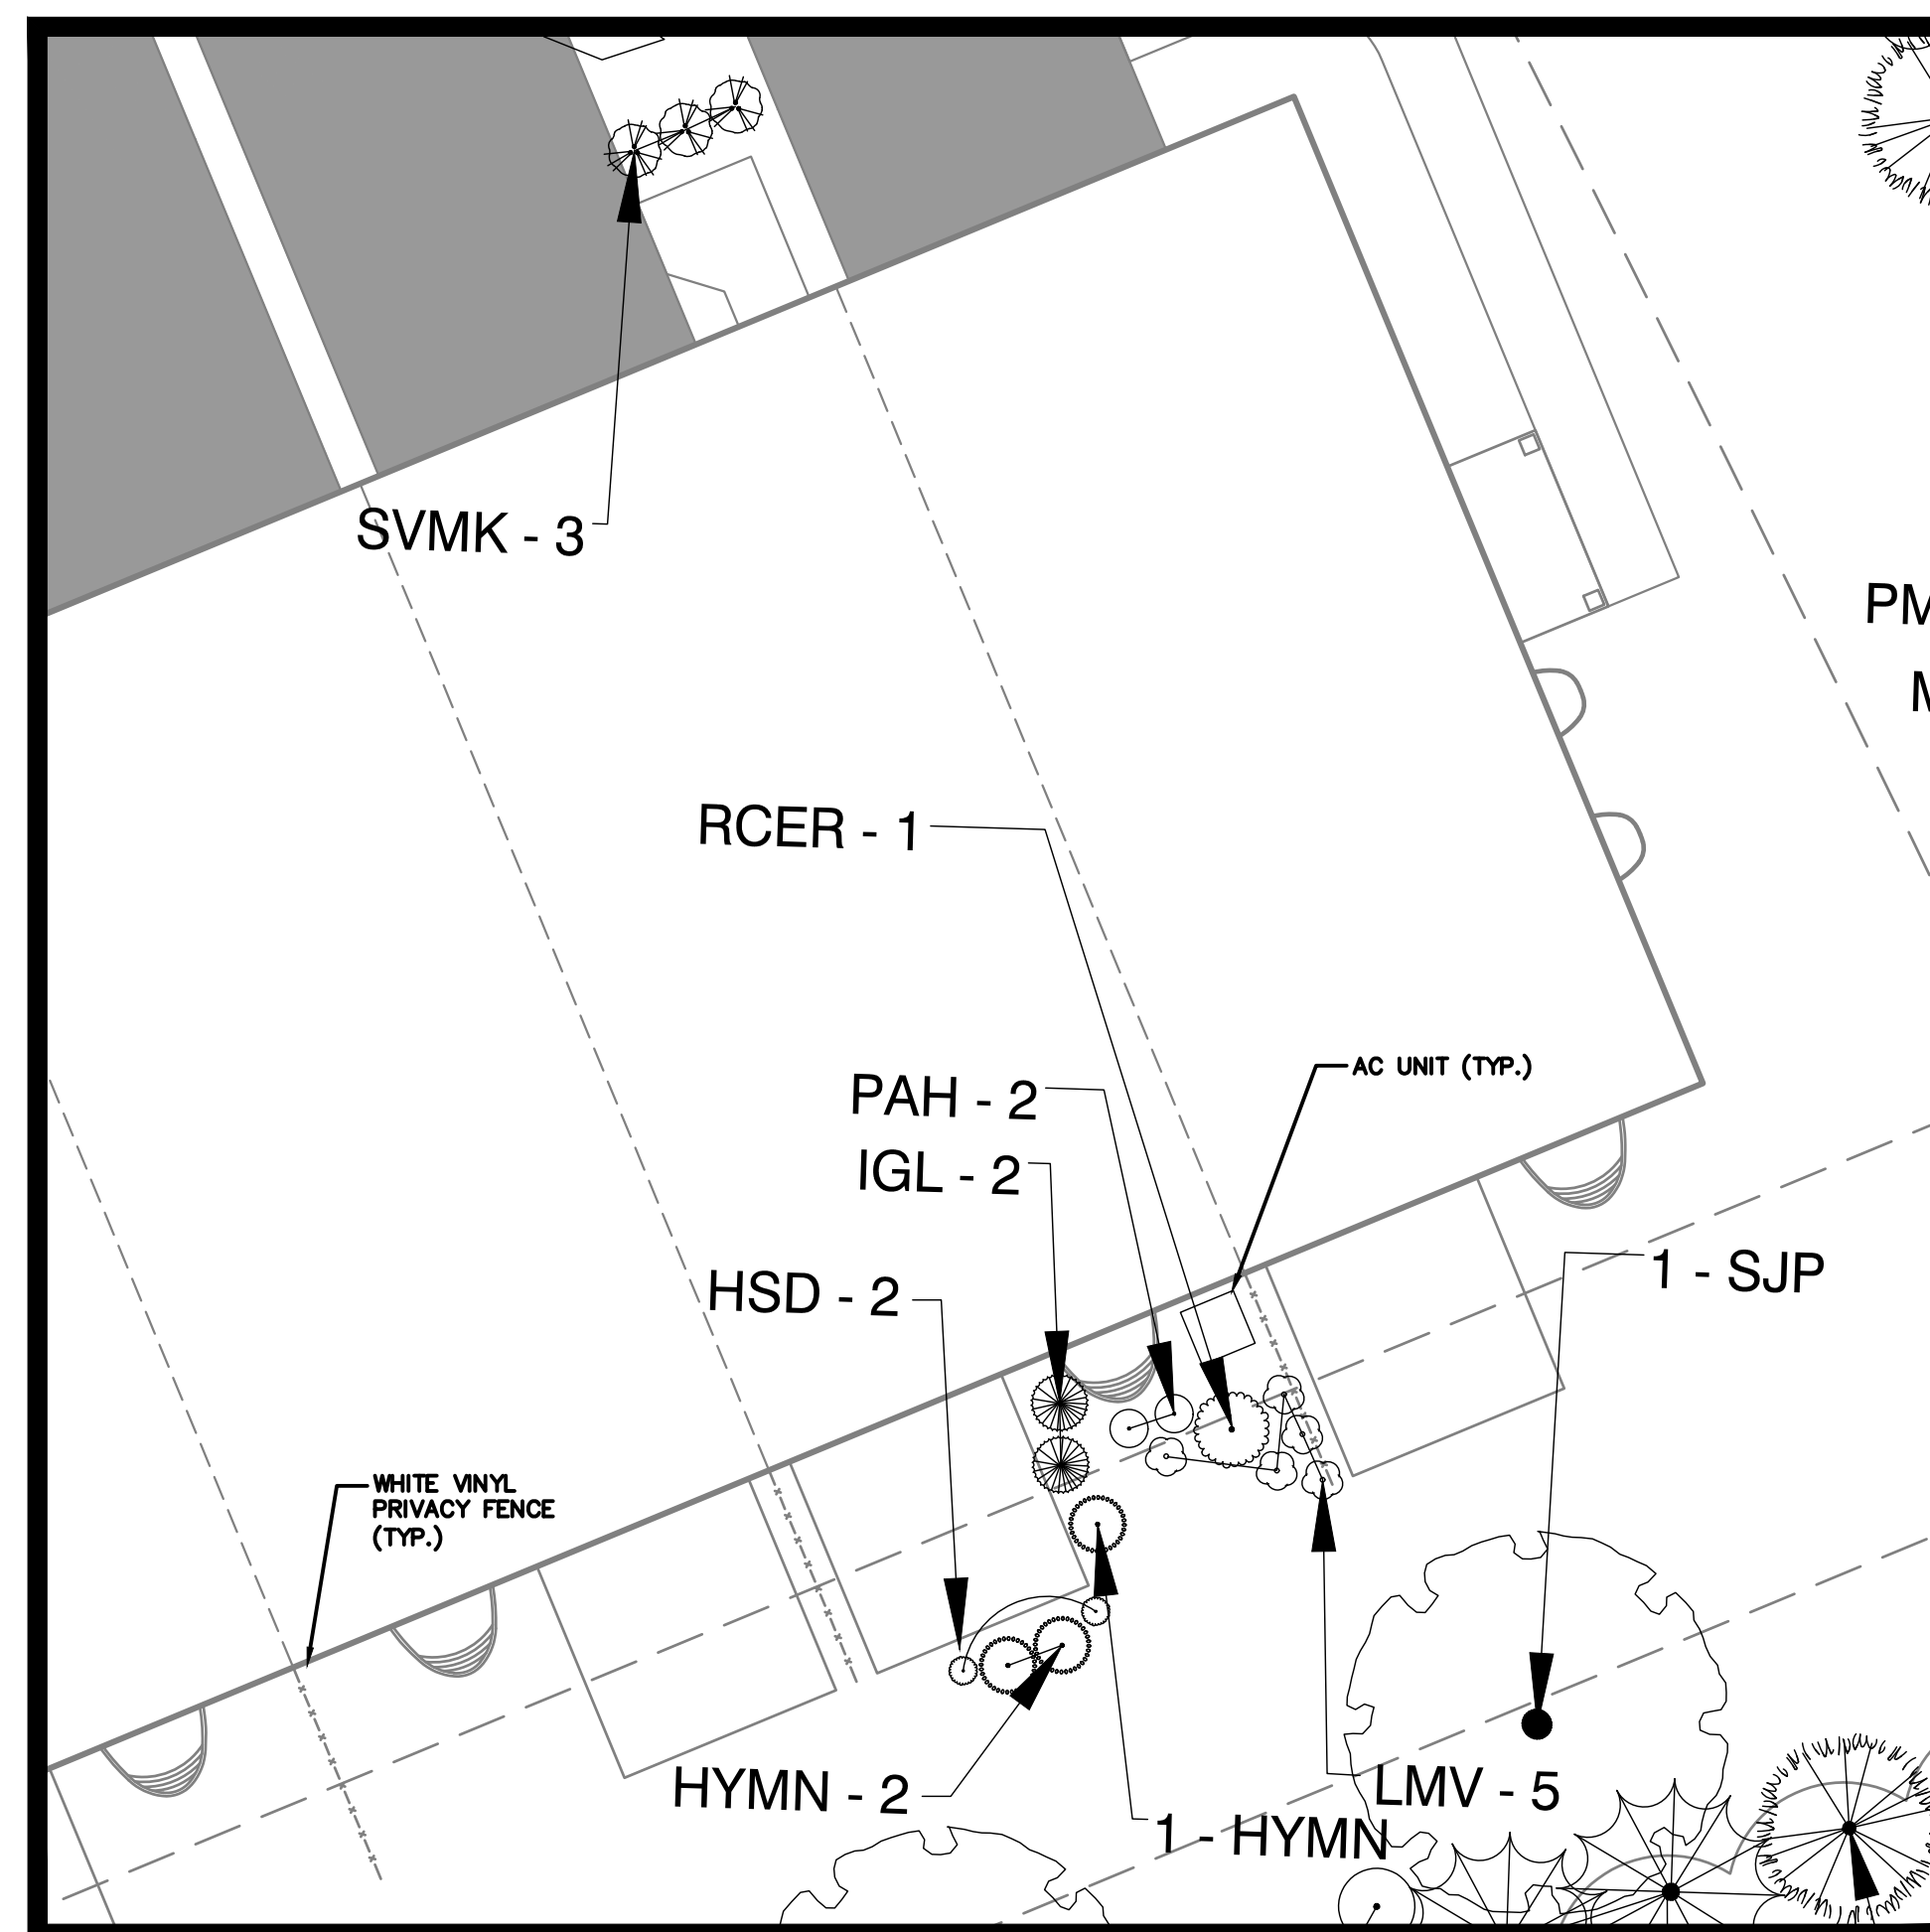 SVMK - 3
PM
M
RCER - 1
AC UNIT (TYP.)
PAH - 2
IGL - 2
1 - SJP
HSD - 2
WHITE VINYL
PRIVACY FENCE
(TYP.)
HYMN - 2
LMV - 5
1 - HYMN